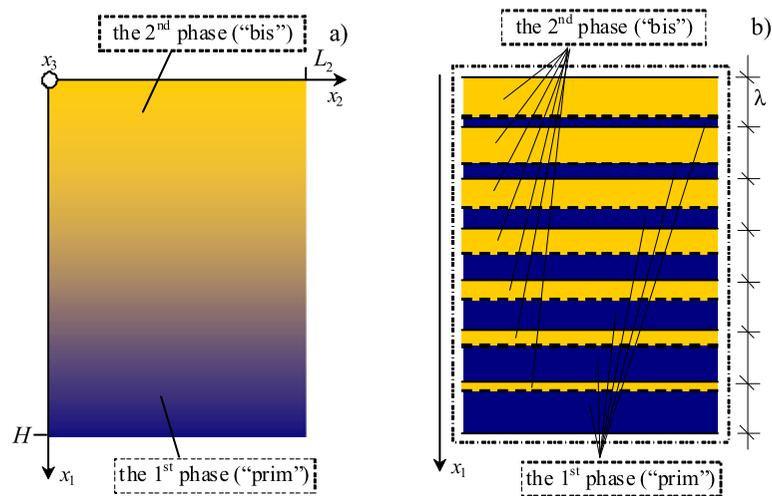 the 2nd phase (“bis”)
a)
x3
L2
x2
H
x1
the 1st phase (“prim”)
the 2nd phase (“bis”)
b)
λ
x1
the 1st phase (“prim”)